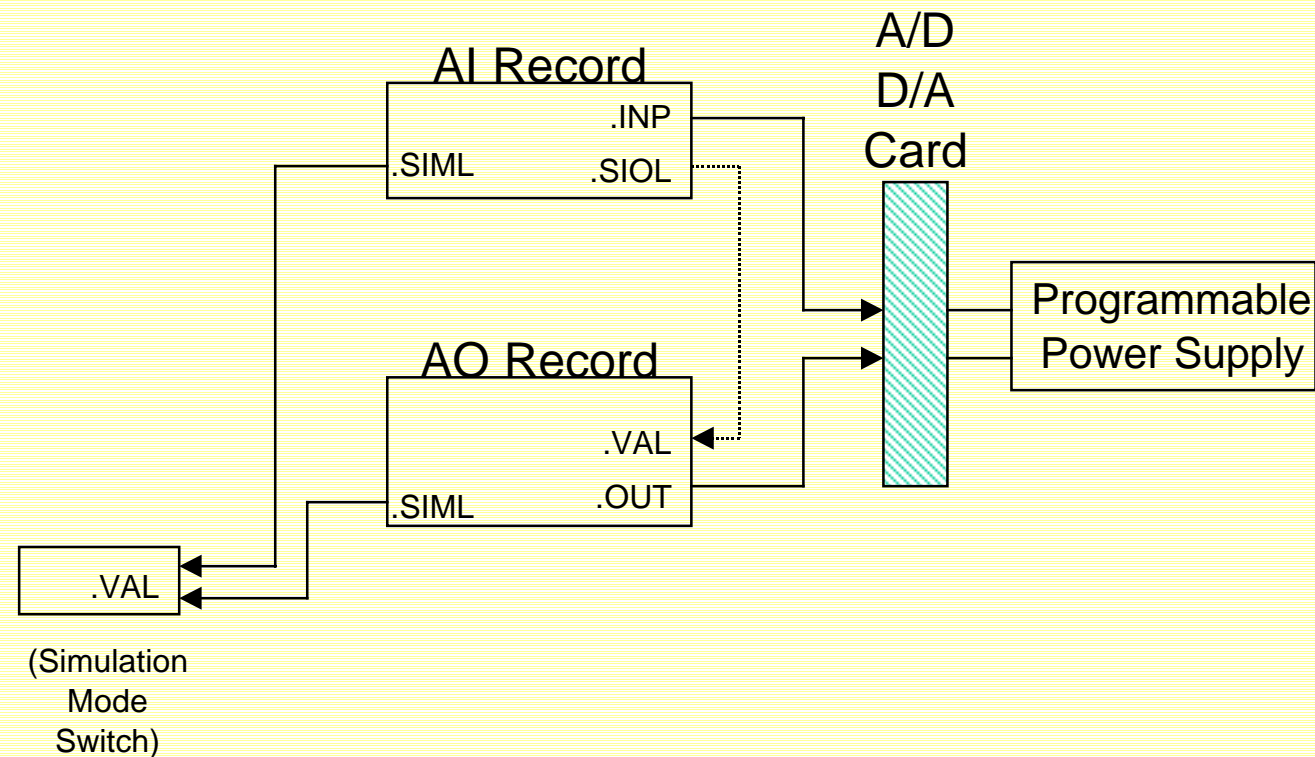 A/D
D/A
Card
AI Record
.INP
.SIML
.SIOL
Programmable
Power Supply
AO Record
.VAL
.OUT
.SIML
.VAL
(Simulation
Mode
Switch)